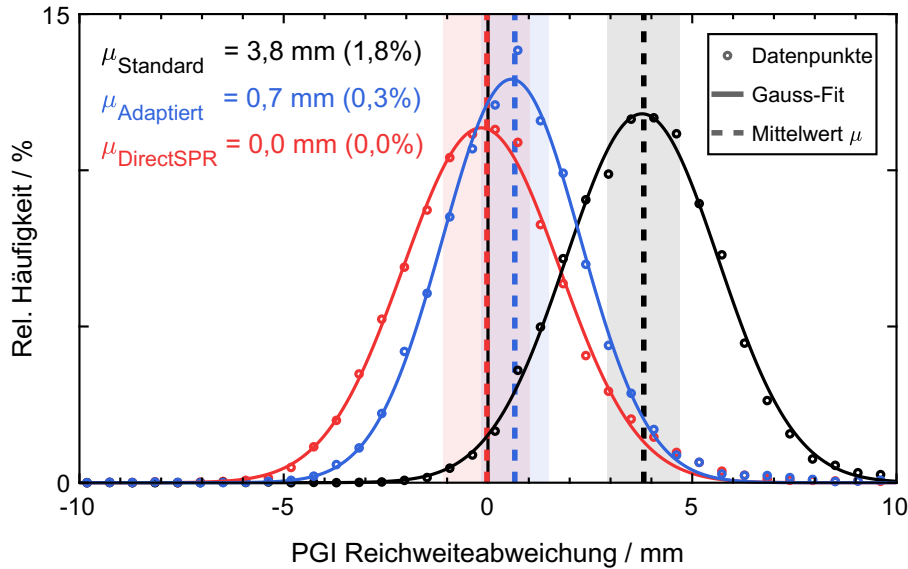 15
μStandard = 3,8 mm (1,8%)
μAdaptiert = 0,7 mm (0,3%)
μDirectSPR = 0,0 mm (0,0%)
Datenpunkte
Gauss-Fit
Mittelwert μ
Rel. Häufigkeit / %
0
-10
-5
0
5
10
PGI Reichweiteabweichung / mm